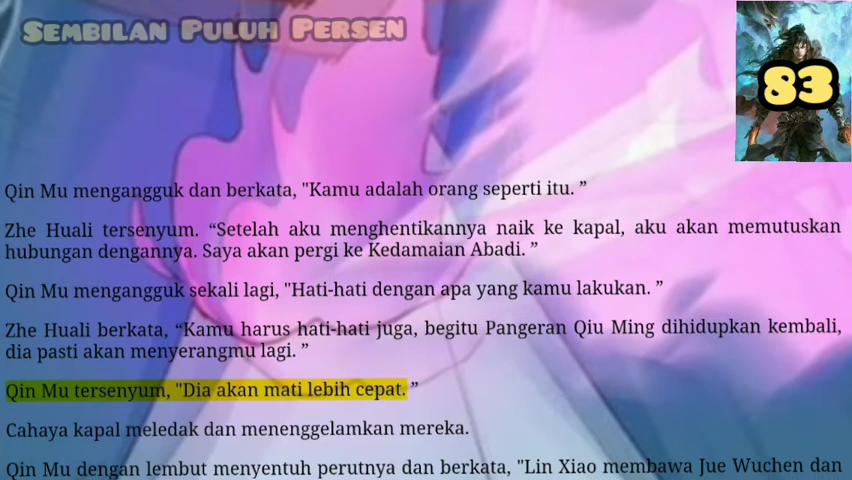 SEMBILAN PULUH PERSEN
83
Qin Mu mengangguk dan berkata, "Kamu adalah orang seperti itu. ”
Zhe Huali tersenyum. “Setelah aku menghentikannya naik ke kapal, aku akan memutuskan
hubungan dengannya. Saya akan pergi ke Kedamaian Abadi. ”
Qin Mu mengangguk sekali lagi, "Hati-hati dengan apa yang kamu lakukan. ”
Zhe Huali berkata, “Kamu harus hati-hati juga, begitu Pangeran Qiu Ming dihidupkan kembali,
dia pasti akan menyerangmu lagi. ”
Qin Mu tersenyum, "Dia akan mati lebih cepat. ”
Cahaya kapal meledak dan menenggelamkan mereka.
Qin Mu dengan lembut menyentuh perutnya dan berkata, "Lin Xiao membawa Jue Wuchen dan